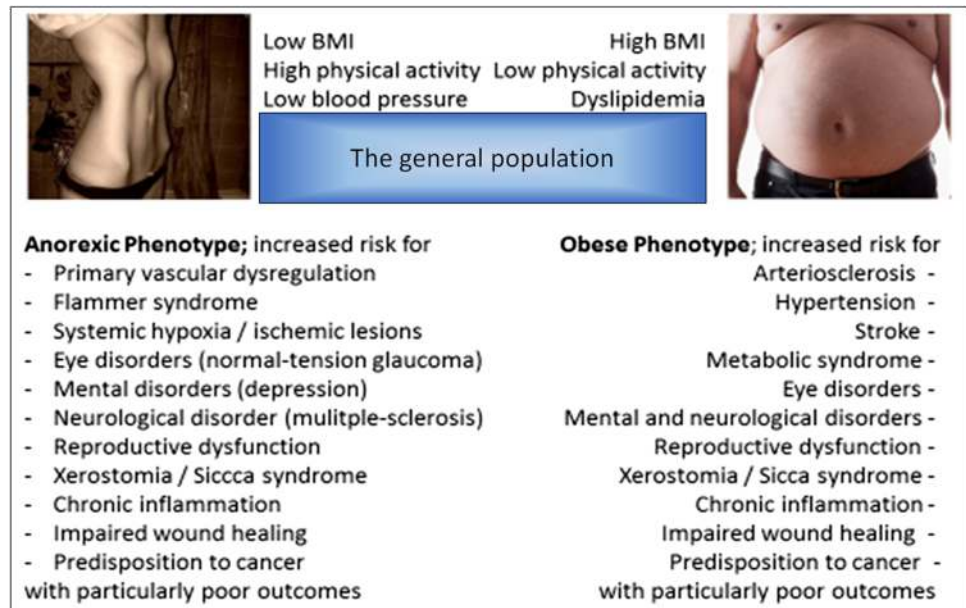 Low BMI
High physical activity
Low blood pressure
High BMI
Low physical activity
Dyslipidemia
The general population
Anorexic Phenotype; increased risk for
- Primary vascular dysregulation
- Flammer syndrome
- Systemic hypoxia / ischemic lesions
- Eye disorders (normal-tension glaucoma)
- Mental disorders (depression)
- Neurological disorder (mulitple-sclerosis)
- Reproductive dysfunction
- Xerostomia / Siccca syndrome
- Chronic inflammation
- Impaired wound healing
- Predisposition to cancer
with particularly poor outcomes
Obese Phenotype; increased risk for
Arteriosclerosis -
Hypertension -
Stroke -
Metabolic syndrome -
Eye disorders -
Mental and neurological disorders -
Reproductive dysfunction -
Xerostomia / Sicca syndrome -
Chronic inflammation -
Impaired wound healing -
Predisposition to cancer -
with particularly poor outcomes